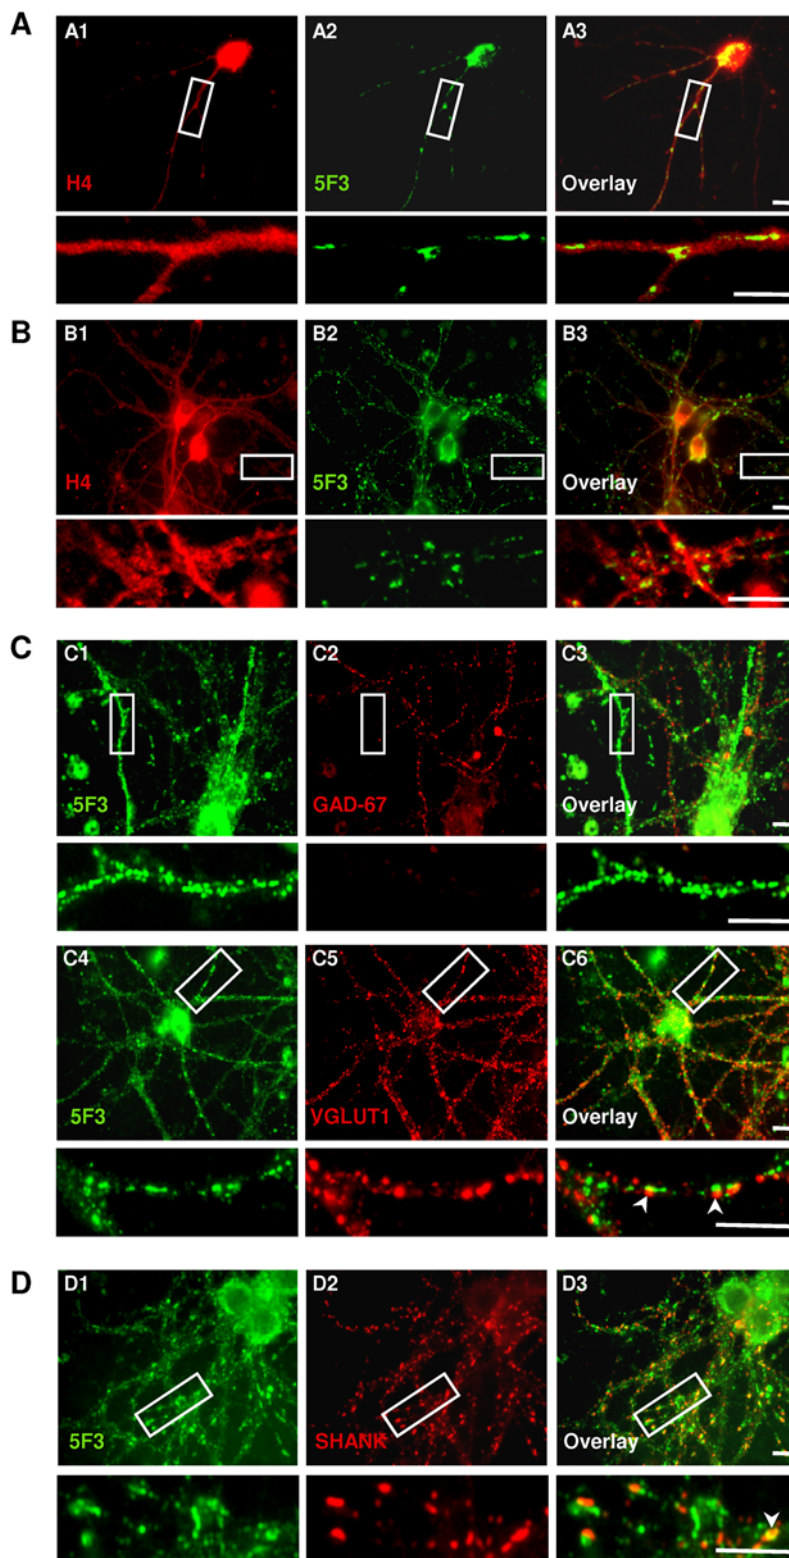 A
A1
A2
A3
H4
5F3
Overlay
B
B1
B2
B3
H4
5F3
Overlay
C
C1
C2
C3
5F3
GAD-67
Overlay
C4
C5
C6
5F3
VGLUT1
Overlay
D
D1
D2
D3
5F3
SHANK
Overlay